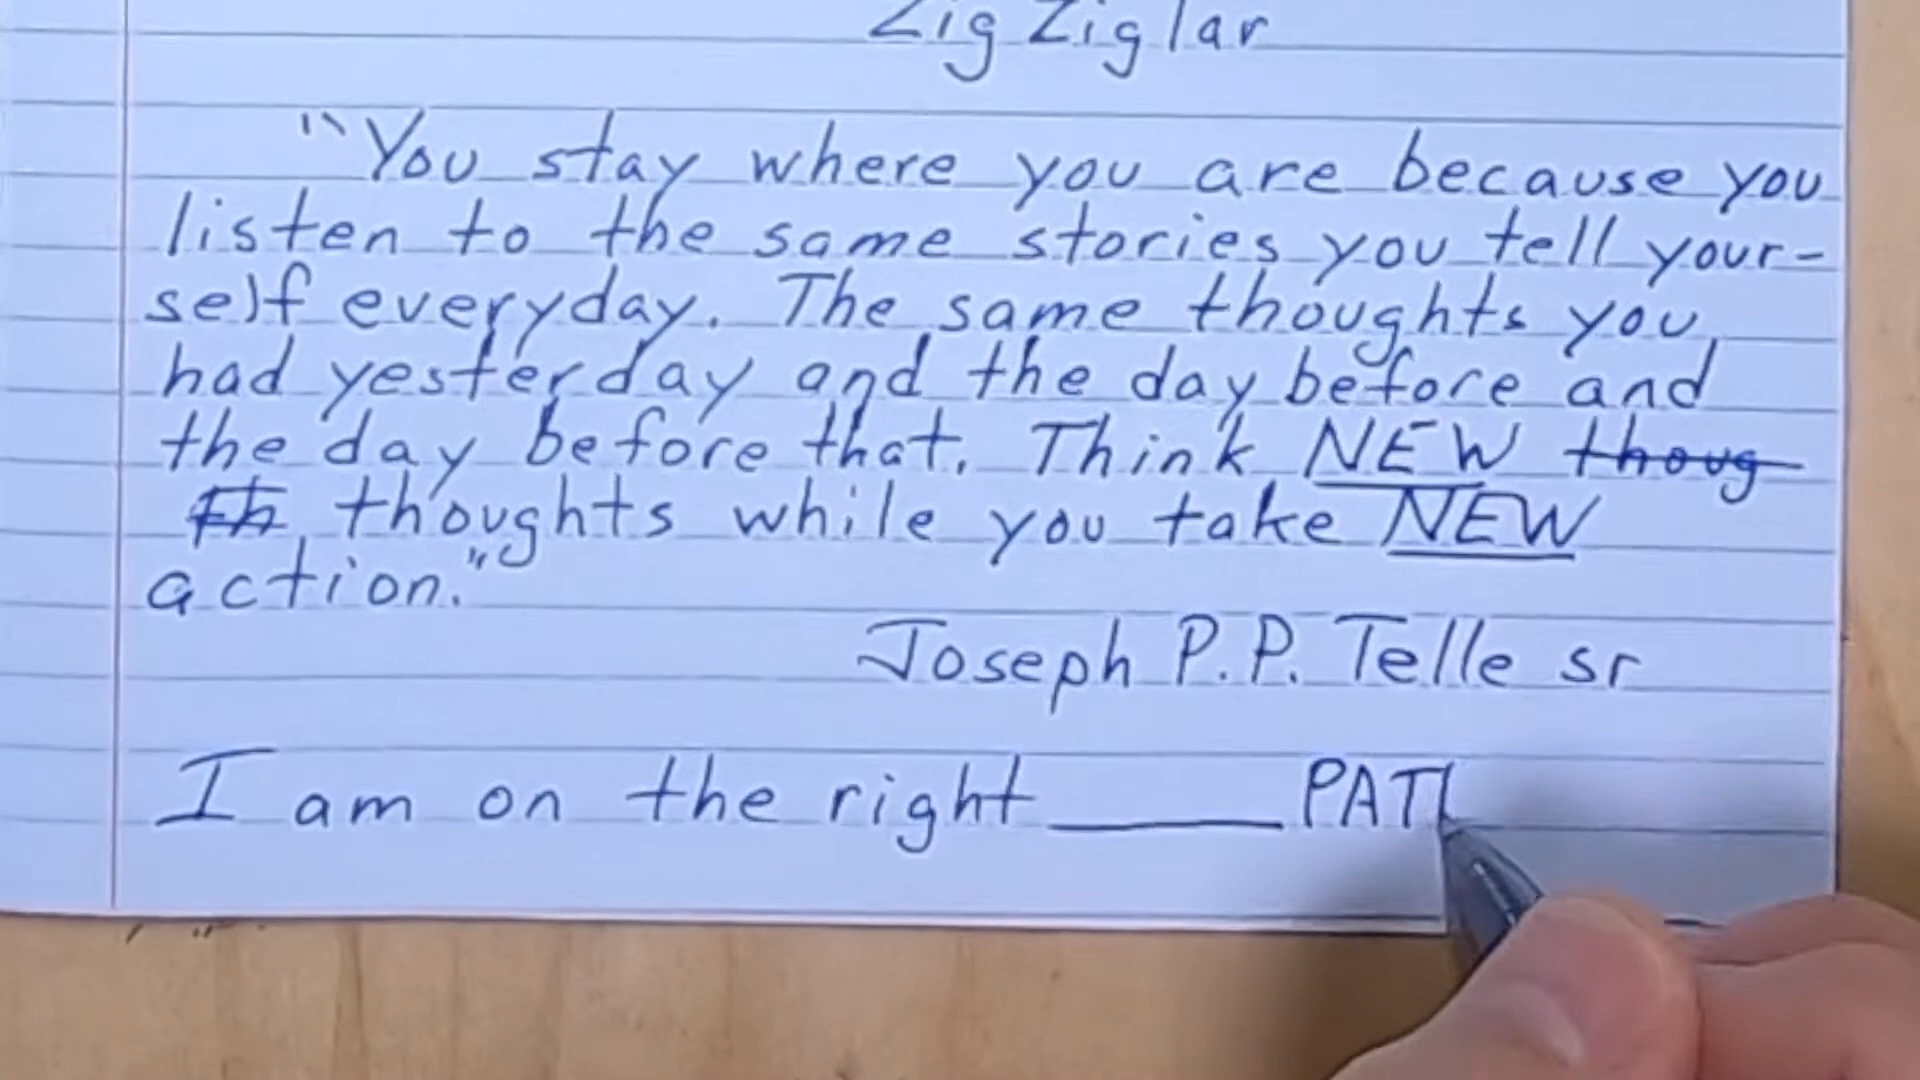 Zig Ziglar
"You stay where you are because you
listen to the same stories you tell your-
self everyday. The same thoughts you
had yesterday and the day before and
the day before that. Think NEW thoug
th thoughts while you take NEW
action."
Joseph P.P. Telle sr
I am on the right ____ PAT